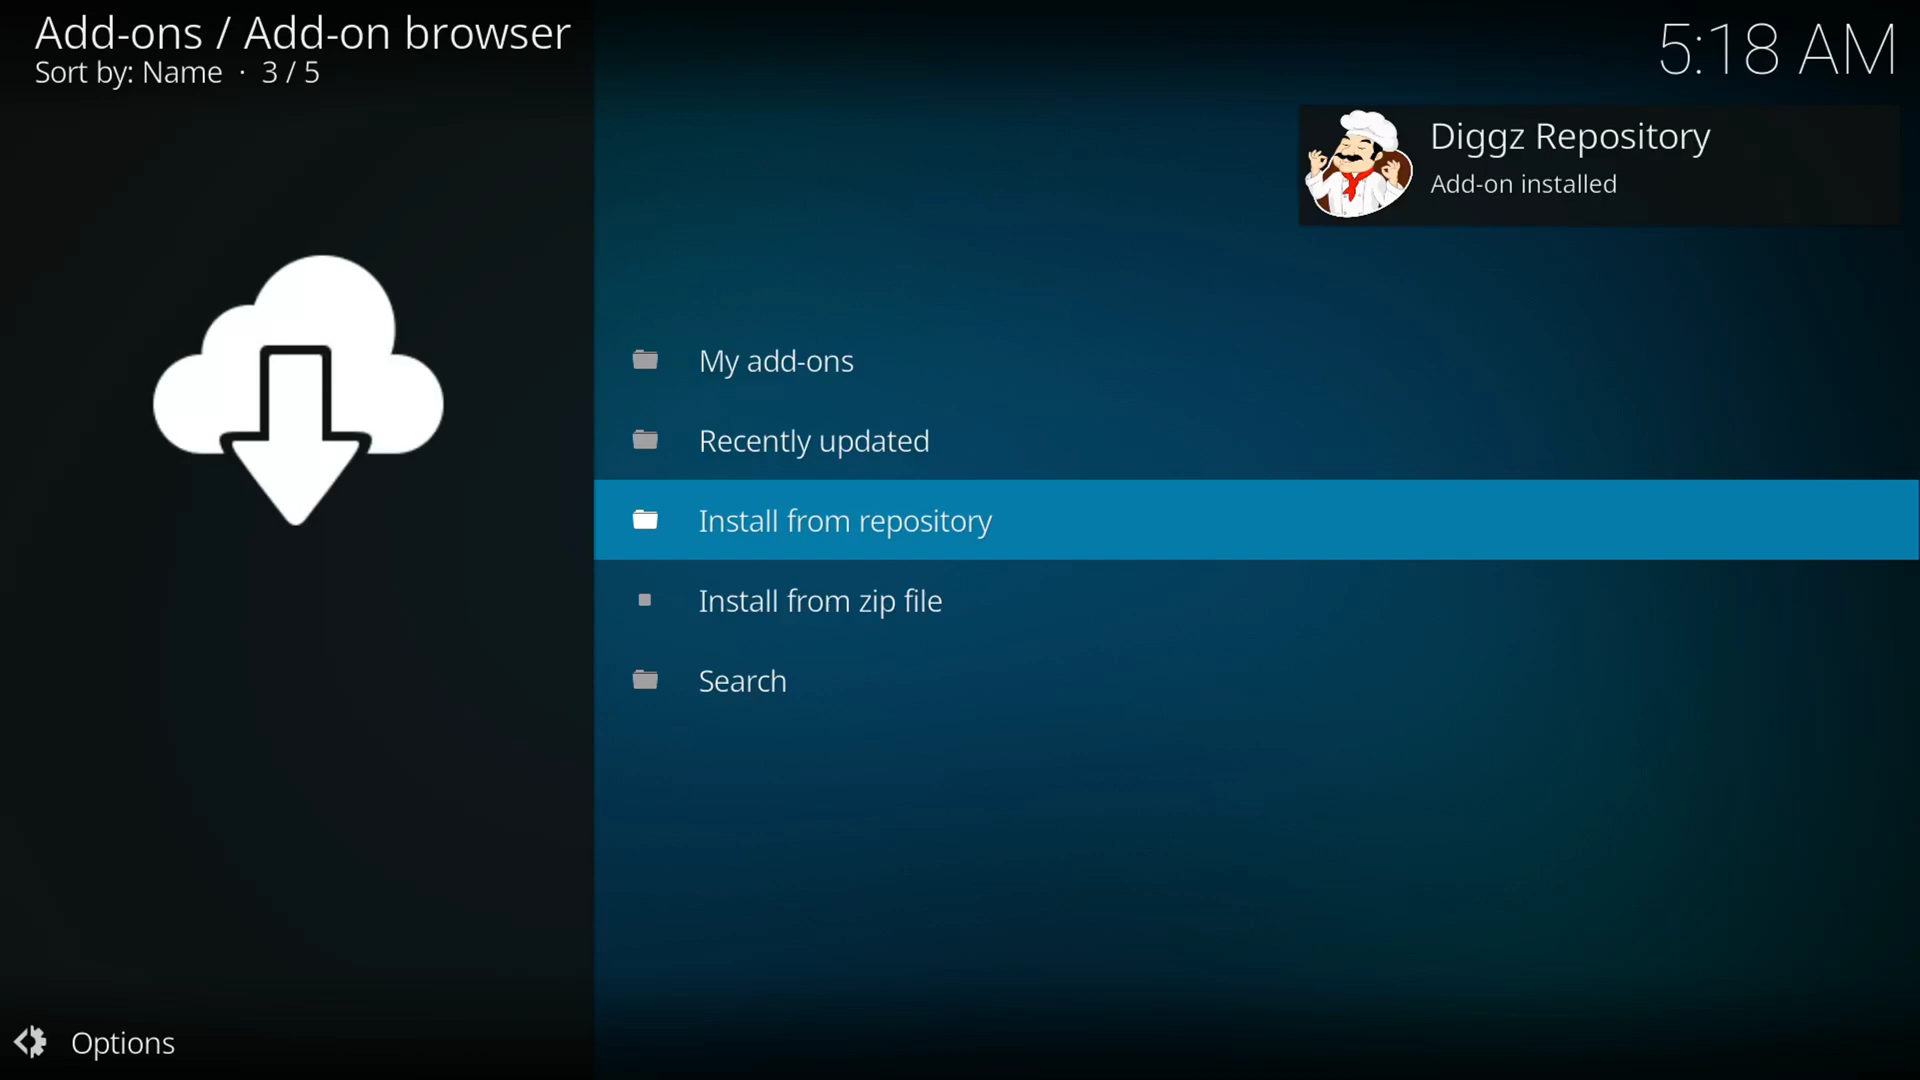 Add-ons / Add-on browser
Sort by: Name · 3 / 5
5:18 AM
Diggz Repository
Add-on installed
My add-ons
Recently updated
Install from repository
Install from zip file
Search
Options